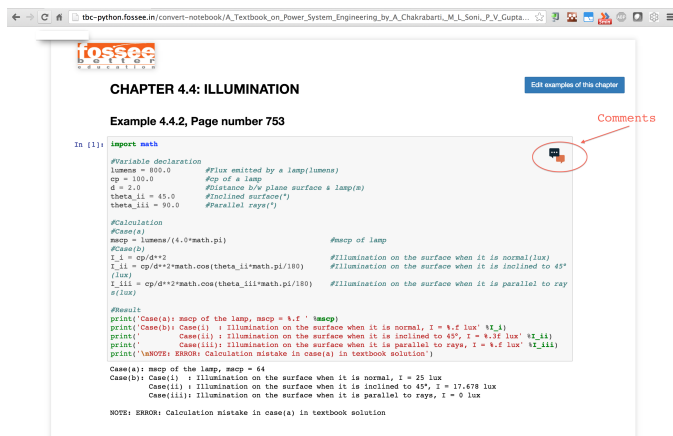 tbc-python.fossee.in/convert-notebook/A_Textbook_on_Power_System_Engineering_by_A_Chakrabarti,_M_L_Soni,_P_V_Gupta...
fossee
better
education
CHAPTER 4.4: ILLUMINATION
Edit examples of this chapter
Example 4.4.2, Page number 753
Comments
In [1]: import math
#Variable declaration
lumens = 800.0 #Flux emitted by a lamp(lumens)
cp = 100.0 #cp of a lamp
d = 2.0 #Distance b/w plane surface & lamp(m)
theta_ii = 45.0 #Inclined surface(°)
theta_iii = 90.0 #Parallel rays(°)
#Calculation
#Case(a)
mscp = lumens/(4.0*math.pi) #mscp of lamp
#Case(b)
I_i = cp/d**2 #Illumination on the surface when it is normal(lux)
I_ii = cp/d**2*math.cos(theta_ii*math.pi/180) #Illumination on the surface when it is inclined to 45°
(lux)
I_iii = cp/d**2*math.cos(theta_iii*math.pi/180) #Illumination on the surface when it is parallel to ray
s(lux)
#Result
print('Case(a): mscp of the lamp, mscp = %.f ' %mscp)
print('Case(b): Case(i) : Illumination on the surface when it is normal, I = %.f lux' %I_i)
print(' Case(ii) : Illumination on the surface when it is inclined to 45°, I = %.3f lux' %I_ii)
print(' Case(iii): Illumination on the surface when it is parallel to rays, I = %.f lux' %I_iii)
print('\nNOTE: ERROR: Calculation mistake in case(a) in textbook solution')
Case(a): mscp of the lamp, mscp = 64
Case(b): Case(i) : Illumination on the surface when it is normal, I = 25 lux
Case(ii) : Illumination on the surface when it is inclined to 45°, I = 17.678 lux
Case(iii): Illumination on the surface when it is parallel to rays, I = 0 lux
NOTE: ERROR: Calculation mistake in case(a) in textbook solution